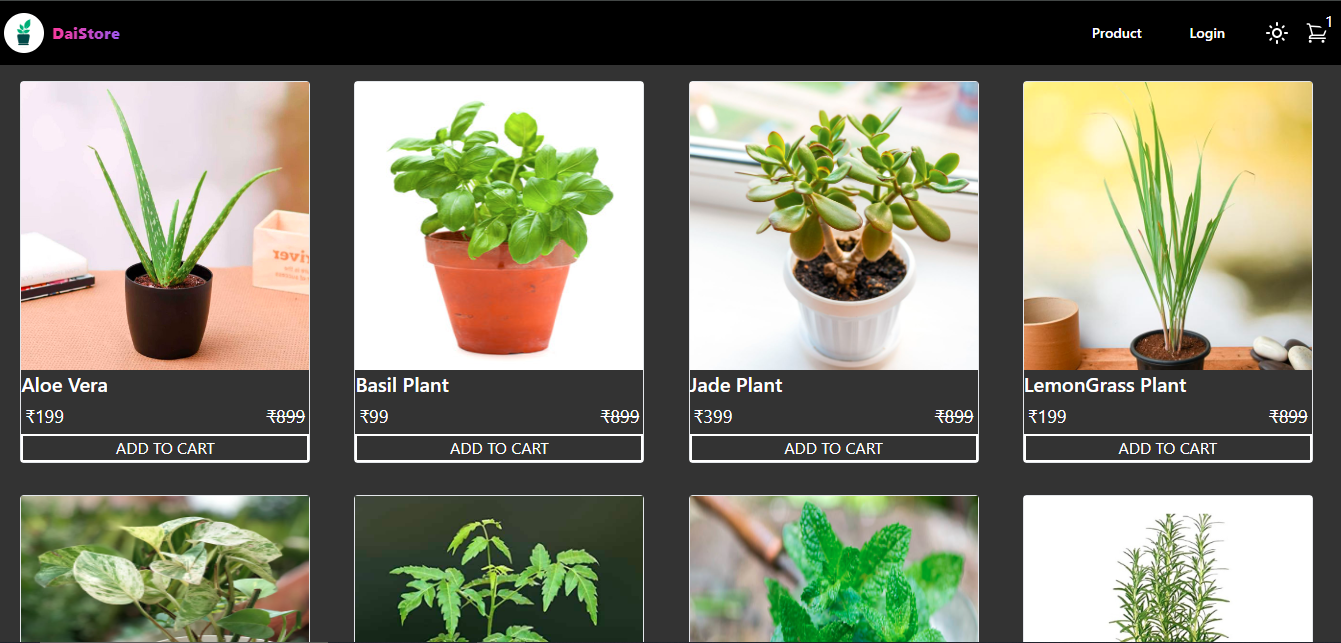 DaiStore
Product
Login
1
Aloe Vera
₹199 ₹899
ADD TO CART
Basil Plant
₹99 ₹899
ADD TO CART
Jade Plant
₹399 ₹899
ADD TO CART
LemonGrass Plant
₹199 ₹899
ADD TO CART